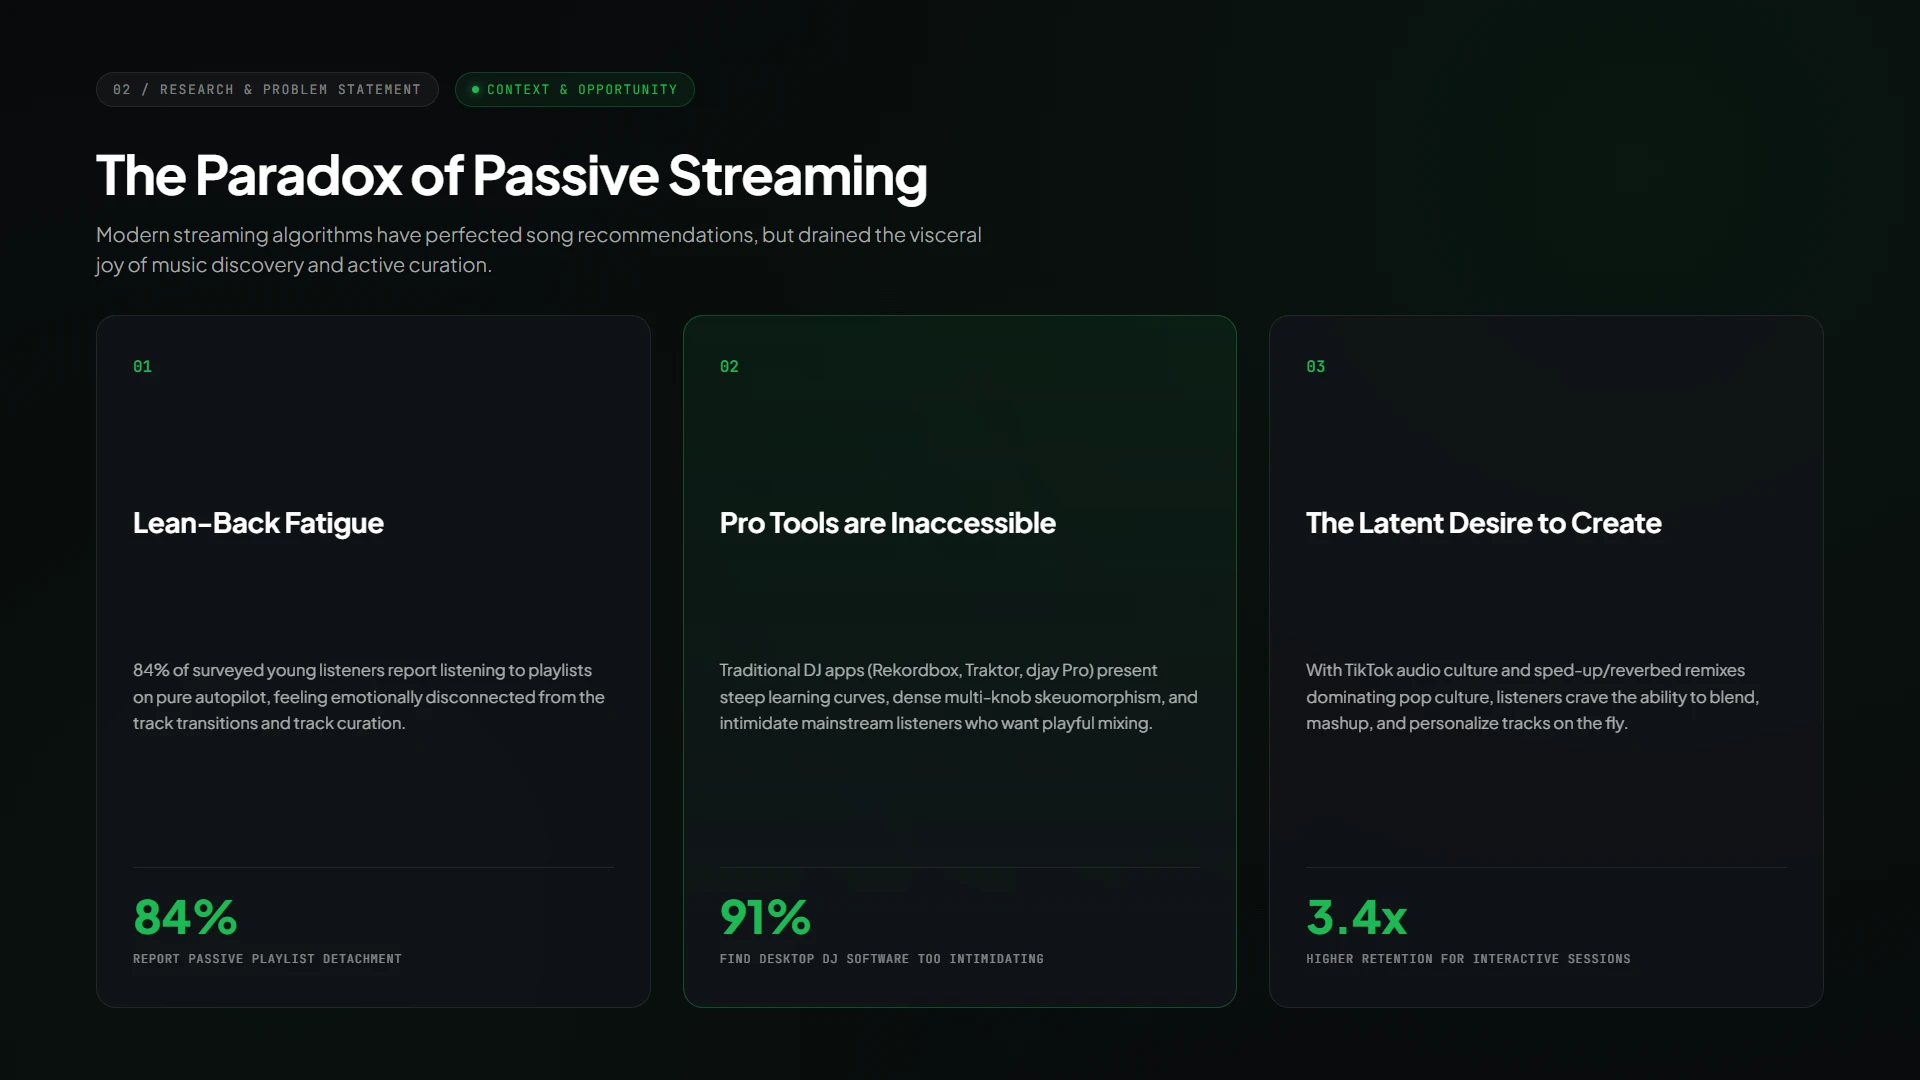 02 / RESEARCH & PROBLEM STATEMENT
CONTEXT & OPPORTUNITY
The Paradox of Passive Streaming
Modern streaming algorithms have perfected song recommendations, but drained the visceral
joy of music discovery and active curation.
01
Lean-Back Fatigue
84% of surveyed young listeners report listening to playlists
on pure autopilot, feeling emotionally disconnected from the
track transitions and track curation.
84%
REPORT PASSIVE PLAYLIST DETACHMENT
02
Pro Tools are Inaccessible
Traditional DJ apps (Rekordbox, Traktor, djay Pro) present
steep learning curves, dense multi-knob skeuomorphism, and
intimidate mainstream listeners who want playful mixing.
91%
FIND DESKTOP DJ SOFTWARE TOO INTIMIDATING
03
The Latent Desire to Create
With TikTok audio culture and sped-up/reverbed remixes
dominating pop culture, listeners crave the ability to blend,
mashup, and personalize tracks on the fly.
3.4x
HIGHER RETENTION FOR INTERACTIVE SESSIONS